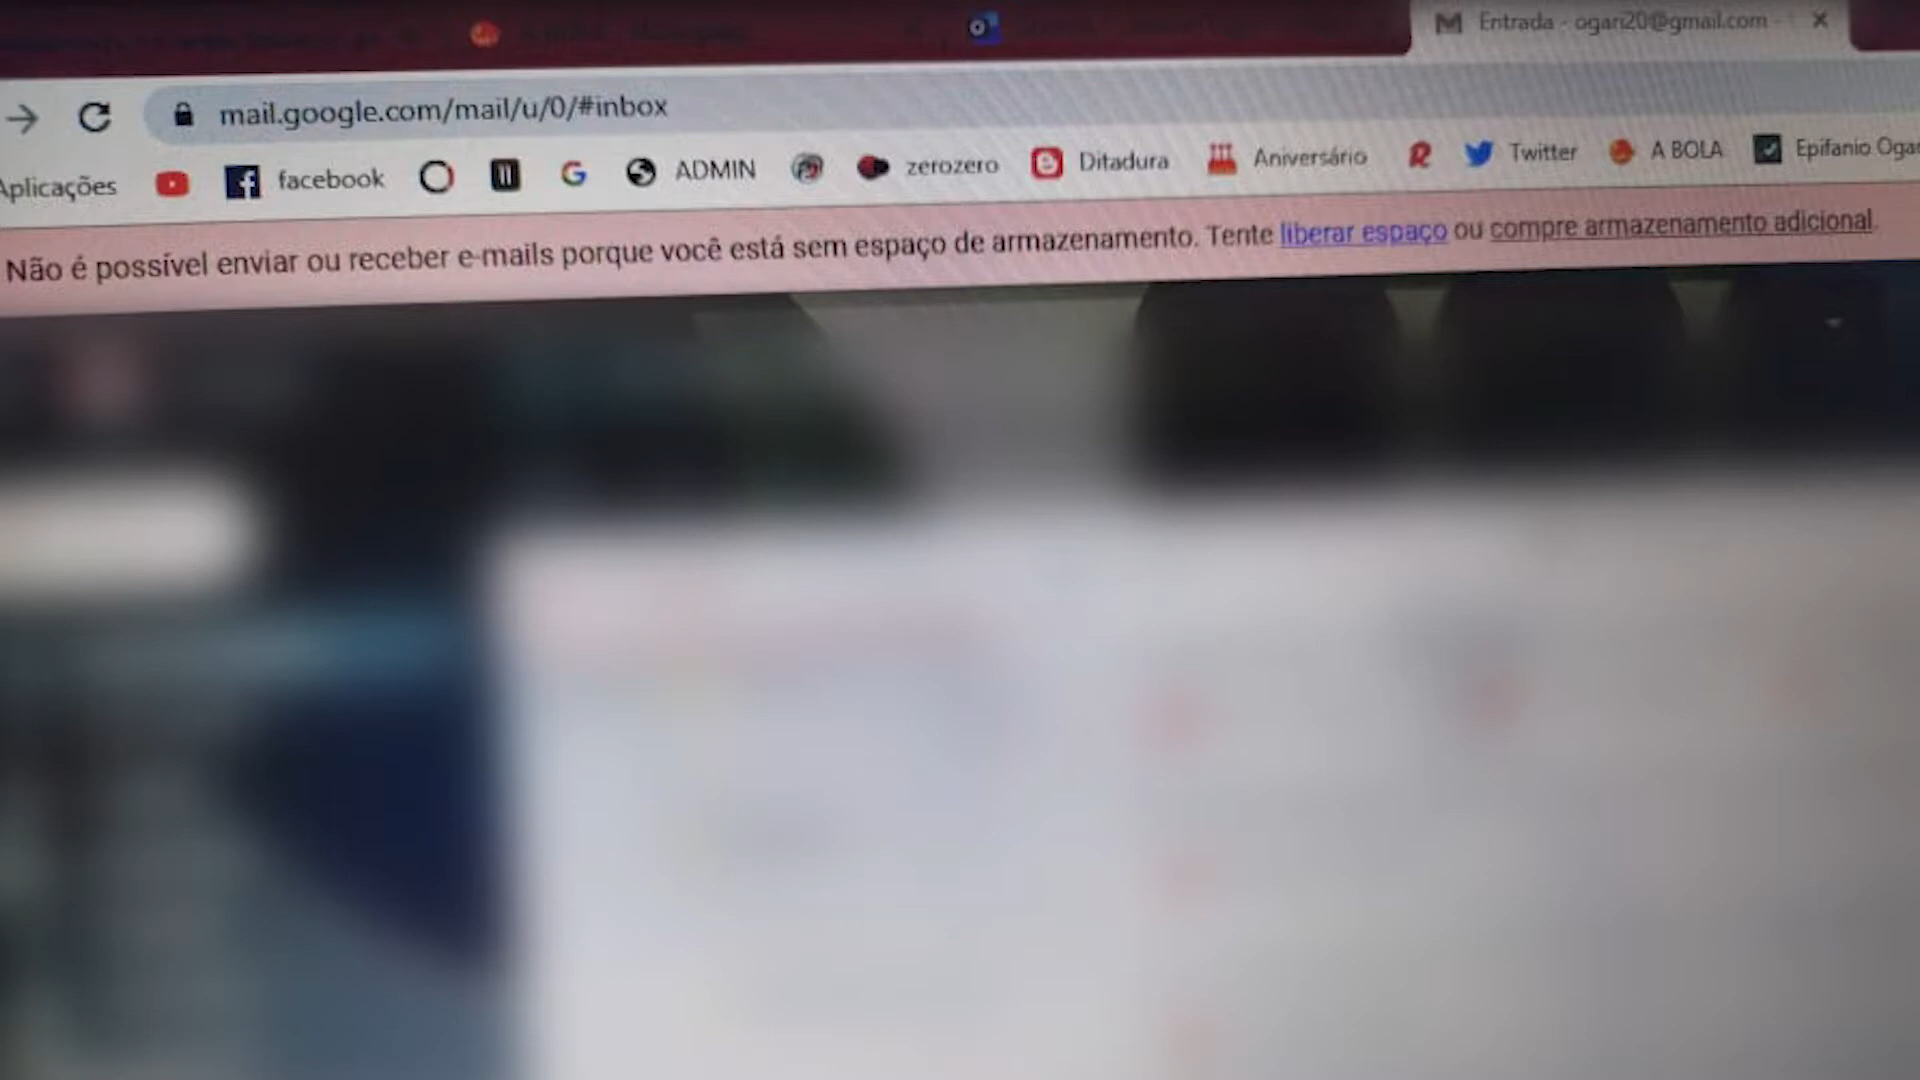 Entrada - ogari20@gmail.com -
mail.google.com/mail/u/0/#inbox
Aplicações facebook ADMIN zerozero Ditadura Aniversário Twitter A BOLA Epifanio Ogar
Não é possível enviar ou receber e-mails porque você está sem espaço de armazenamento. Tente liberar espaço ou compre armazenamento adicional.